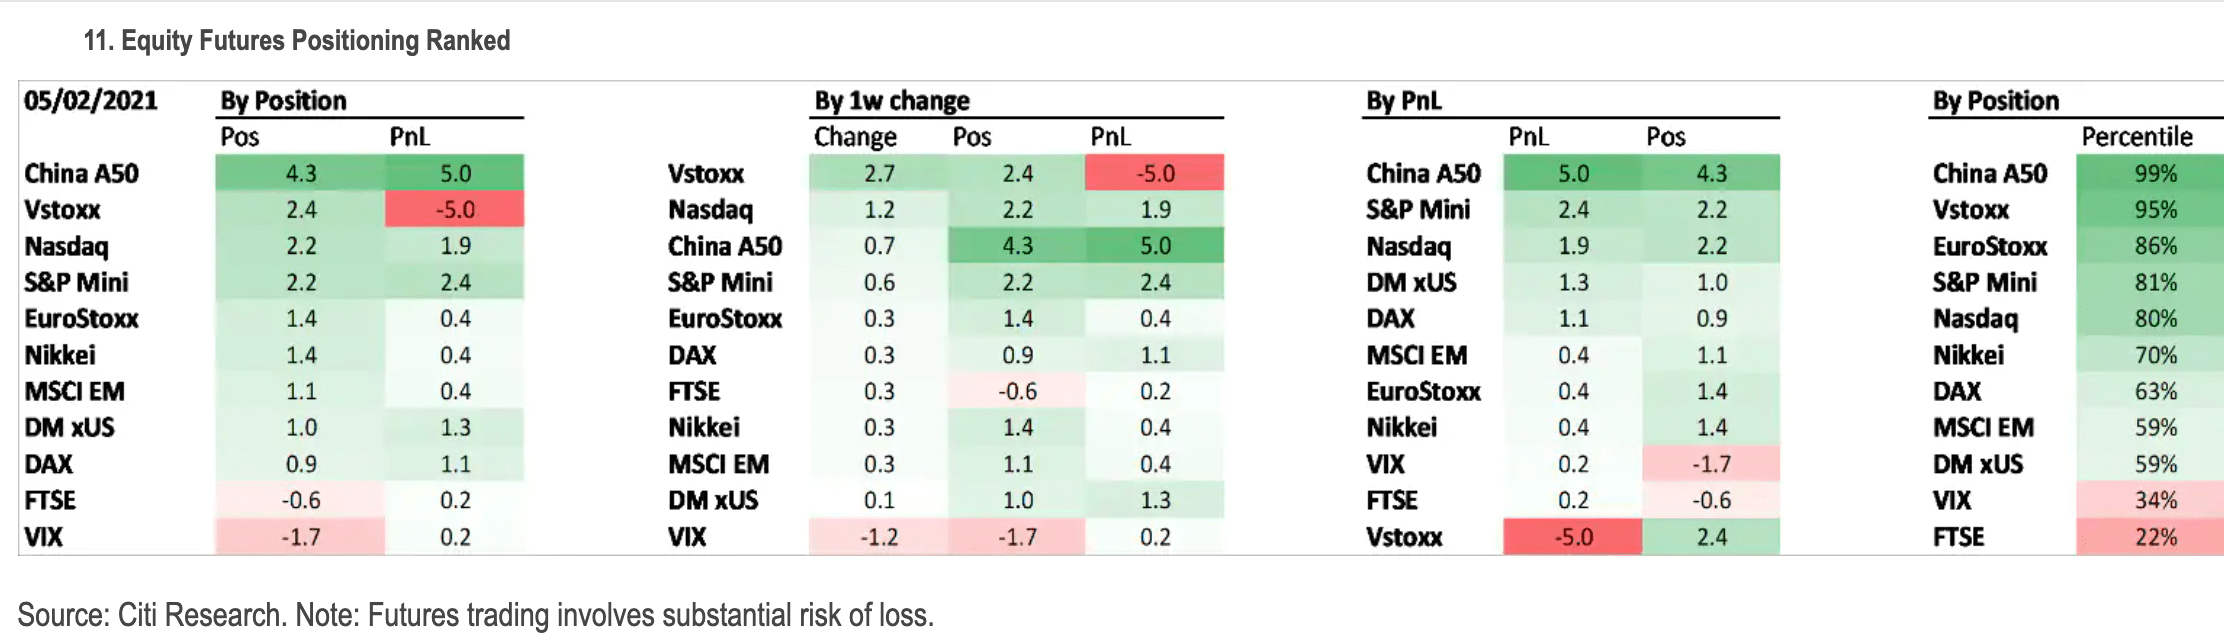 11. Equity Futures Positioning Ranked
05/02/2021 By Position By 1w change By PnL By Position
Pos PnL Change Pos PnL PnL Pos Percentile
China A50 4.3 5.0 Vstoxx 2.7 2.4 -5.0 China A50 5.0 4.3 China A50 99%
Vstoxx 2.4 -5.0 Nasdaq 1.2 2.2 1.9 S&P Mini 2.4 2.2 Vstoxx 95%
Nasdaq 2.2 1.9 China A50 0.7 4.3 5.0 Nasdaq 1.9 2.2 EuroStoxx 86%
S&P Mini 2.2 2.4 S&P Mini 0.6 2.2 2.4 DM xUS 1.3 1.0 S&P Mini 81%
EuroStoxx 1.4 0.4 EuroStoxx 0.3 1.4 0.4 DAX 1.1 0.9 Nasdaq 80%
Nikkei 1.4 0.4 DAX 0.3 0.9 1.1 MSCI EM 0.4 1.1 Nikkei 70%
MSCI EM 1.1 0.4 FTSE 0.3 -0.6 0.2 EuroStoxx 0.4 1.4 DAX 63%
DM xUS 1.0 1.3 Nikkei 0.3 1.4 0.4 Nikkei 0.4 1.4 MSCI EM 59%
DAX 0.9 1.1 MSCI EM 0.3 1.1 0.4 VIX 0.2 -1.7 DM xUS 59%
FTSE -0.6 0.2 DM xUS 0.1 1.0 1.3 FTSE 0.2 -0.6 VIX 34%
VIX -1.7 0.2 VIX -1.2 -1.7 0.2 Vstoxx -5.0 2.4 FTSE 22%
Source: Citi Research. Note: Futures trading involves substantial risk of loss.